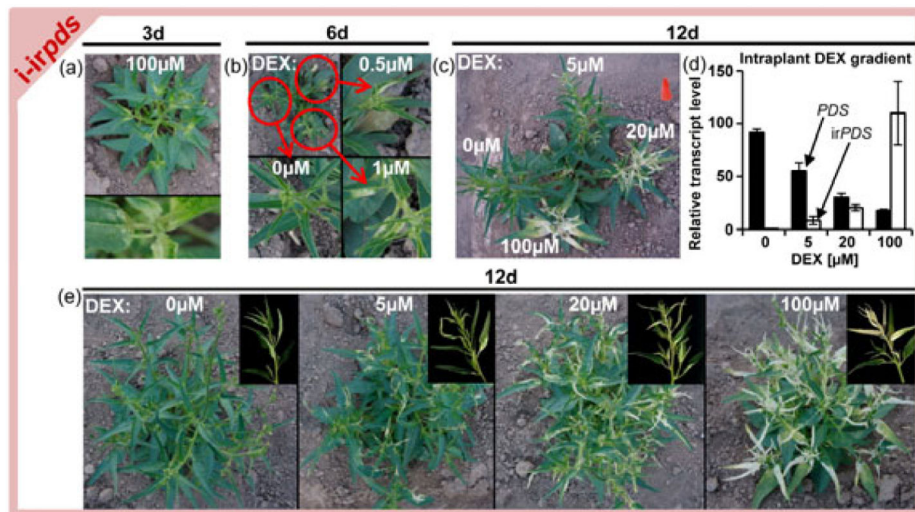 i-irpds
3d
6d
12d
(a)
100µM
(b) DEX:
0.5µM
0µM
1µM
(c) DEX:
5µM
0µM
20µM
100µM
(d) Intraplant DEX gradient
Relative transcript level
150
100
50
0
PDS
irPDS
0 5 20 100
DEX [µM]
12d
(e) DEX: 0µM 5µM 20µM 100µM